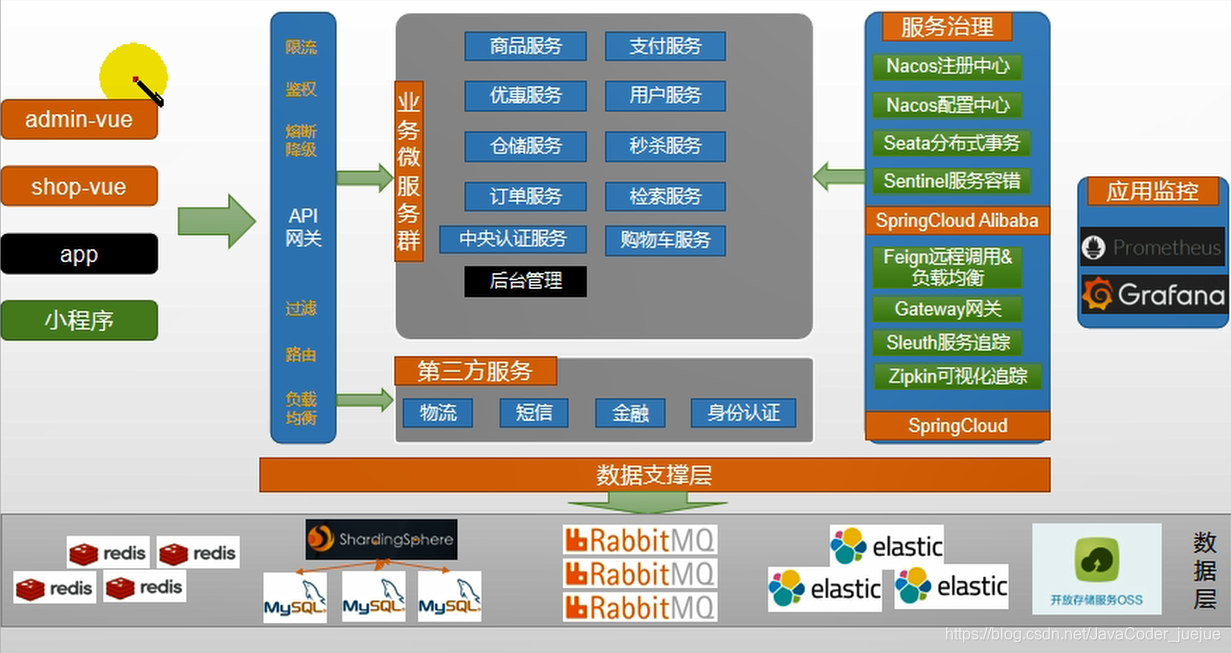 admin-vue
shop-vue
app
小程序
限流
鉴权
熔断
降级
API
网关
过滤
路由
负载
均衡
业务微服务群
商品服务
支付服务
优惠服务
用户服务
仓储服务
秒杀服务
订单服务
检索服务
中央认证服务
购物车服务
后台管理
第三方服务
物流
短信
金融
身份认证
服务治理
Nacos注册中心
Nacos配置中心
Seata分布式事务
Sentinel服务容错
SpringCloud Alibaba
Feign远程调用&
负载均衡
Gateway网关
Sleuth服务追踪
Zipkin可视化追踪
SpringCloud
应用监控
Prometheus
Grafana
数据支撑层
redis
redis
redis
redis
ShardingSphere
MySQL
MySQL
MySQL
RabbitMQ
RabbitMQ
RabbitMQ
elastic
elastic
elastic
开放存储服务OSS
数据层
https://blog.csdn.net/JavaCoder_juejue